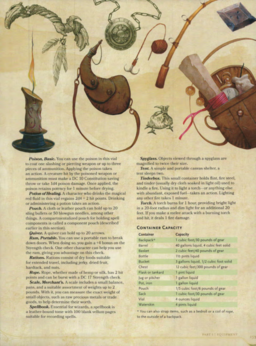 Poison, Basic. You can use the poison in this vial
to coat one slashing or piercing weapon or up to three
pieces of ammunition. Applying the poison takes
an action. A creature hit by the poisoned weapon or
ammunition must make a DC 10 Constitution saving
throw or take 1d4 poison damage. Once applied, the
poison retains potency for 1 minute before drying.
Potion of Healing. A character who drinks the magical
red fluid in this vial regains 2d4 + 2 hit points. Drinking
or administering a potion takes an action.
Pouch. A cloth or leather pouch can hold up to 20
sling bullets or 50 blowgun needles, among other
things. A compartmentalized pouch for holding spell
components is called a component pouch (described
earlier in this section).
Quiver. A quiver can hold up to 20 arrows.
Ram, Portable. You can use a portable ram to break
down doors. When doing so, you gain a +4 bonus on the
Strength check. One other character can help you use
the ram, giving you advantage on this check.
Rations. Rations consist of dry foods suitable
for extended travel, including jerky, dried fruit,
hardtack, and nuts.
Rope. Rope, whether made of hemp or silk, has 2 hit
points and can be burst with a DC 17 Strength check.
Scale, Merchant's. A scale includes a small balance,
pans, and a suitable assortment of weights up to 2
pounds. With it, you can measure the exact weight of
small objects, such as raw precious metals or trade
goods, to help determine their worth.
Spellbook. Essential for wizards, a spellbook is
a leather-bound tome with 100 blank vellum pages
suitable for recording spells.
Spyglass. Objects viewed through a spyglass are
magnified to twice their size.
Tent. A simple and portable canvas shelter, a
tent sleeps two.
Tinderbox. This small container holds flint, fire steel,
and tinder (usually dry cloth soaked in light oil) used to
kindle a fire. Using it to light a torch—or anything else
with abundant, exposed fuel—takes an action. Lighting
any other fire takes 1 minute.
Torch. A torch burns for 1 hour, providing bright light
in a 20-foot radius and dim light for an additional 20
feet. If you make a melee attack with a burning torch
and hit, it deals 1 fire damage.
CONTAINER CAPACITY
Container Capacity
Backpack* 1 cubic foot/30 pounds of gear
Barrel 40 gallons liquid, 4 cubic feet solid
Basket 2 cubic feet/40 pounds of gear
Bottle 1½ pints liquid
Bucket 3 gallons liquid, 1/2 cubic foot solid
Chest 12 cubic feet/300 pounds of gear
Flask or tankard 1 pint liquid
Jug or pitcher 1 gallon liquid
Pot, iron 1 gallon liquid
Pouch 1/5 cubic foot/6 pounds of gear
Sack 1 cubic foot/30 pounds of gear
Vial 4 ounces liquid
Waterskin 4 pints liquid
* You can also strap items, such as a bedroll or a coil of rope,
to the outside of a backpack.